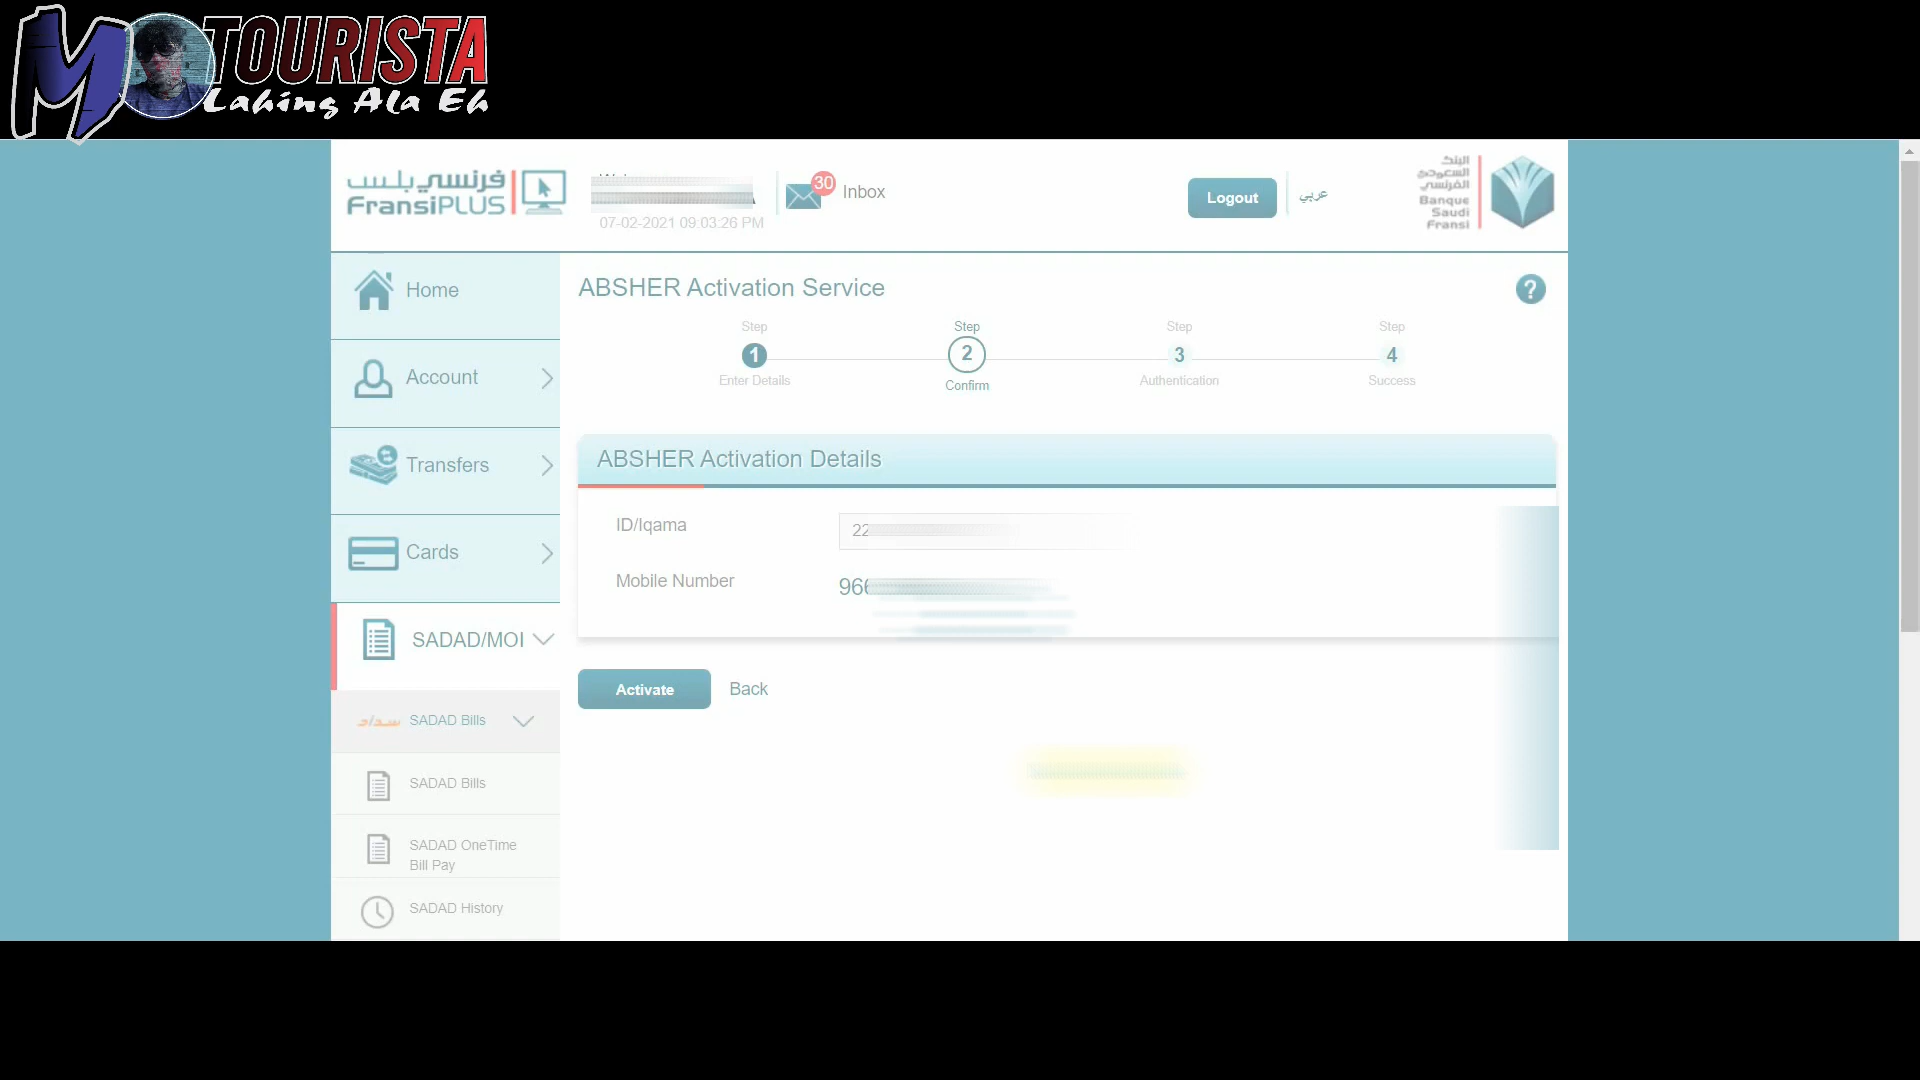 M TOURISTA
Lahing Ala Eh
فرنسي بلس
FransiPLUS
07-02-2021 09:03:26 PM
30
Inbox
Logout
عربي
البنك
السعودي
الفرنسي
Banque
Saudi
Fransi
Home
Account
Transfers
Cards
SADAD/MOI
سداد
SADAD Bills
SADAD Bills
SADAD OneTime
Bill Pay
SADAD History
ABSHER Activation Service
?
Step
Step
Step
Step
1
2
3
4
Enter Details
Confirm
Authentication
Success
ABSHER Activation Details
ID/Iqama
22
Mobile Number
966
Activate
Back